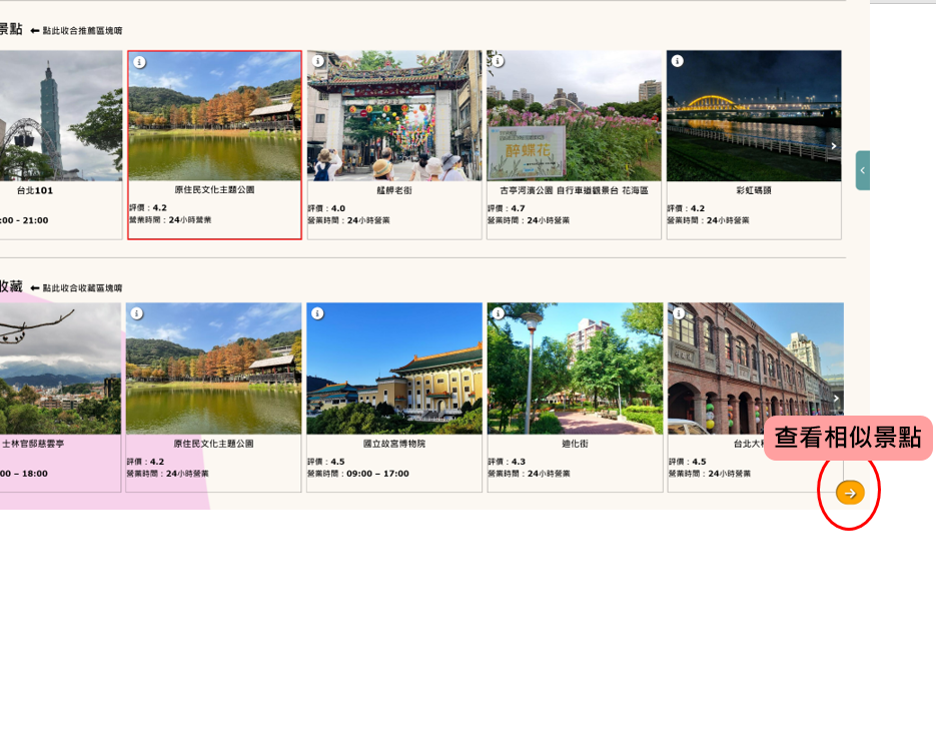 景點 ⬅ 點此收合推薦區塊唷
醉蝶花
台北101
:00 - 21:00
原住民文化主題公園
評價：4.2
營業時間：24小時營業
艋舺老街
評價：4.0
營業時間：24小時營業
古亭河濱公園 自行車道觀景台 花海區
評價：4.7
營業時間：24小時營業
彩虹碼頭
評價：4.2
營業時間：24小時營業
收藏 ⬅ 點此收合收藏區塊唷
士林官邸慈雲亭
00 – 18:00
原住民文化主題公園
評價：4.2
營業時間：24小時營業
國立故宮博物院
評價：4.5
營業時間：09:00 – 17:00
迪化街
評價：4.3
營業時間：24小時營業
台北大稻
評價：4.5
營業時間：24小時營業
查看相似景點